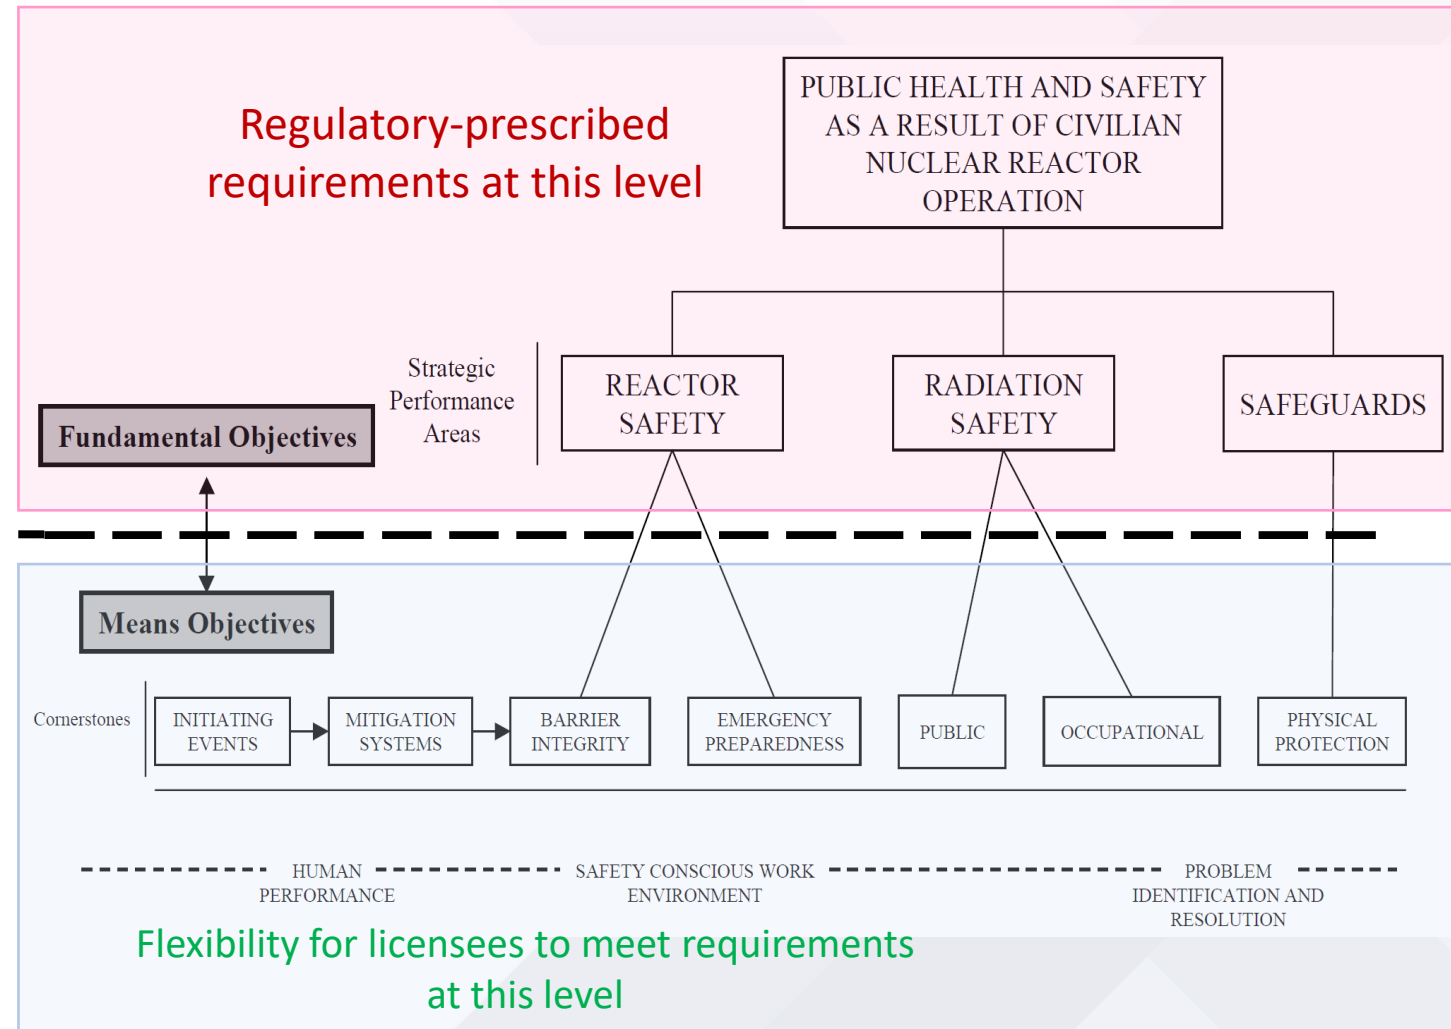 Regulatory-prescribed
requirements at this level
PUBLIC HEALTH AND SAFETY
AS A RESULT OF CIVILIAN
NUCLEAR REACTOR
OPERATION
Strategic
Performance
Areas
REACTOR
SAFETY
RADIATION
SAFETY
SAFEGUARDS
Fundamental Objectives
Means Objectives
Cornerstones
INITIATING
EVENTS
MITIGATION
SYSTEMS
BARRIER
INTEGRITY
EMERGENCY
PREPAREDNESS
PUBLIC
OCCUPATIONAL
PHYSICAL
PROTECTION
HUMAN
PERFORMANCE
SAFETY CONSCIOUS WORK
ENVIRONMENT
PROBLEM
IDENTIFICATION AND
RESOLUTION
Flexibility for licensees to meet requirements
at this level